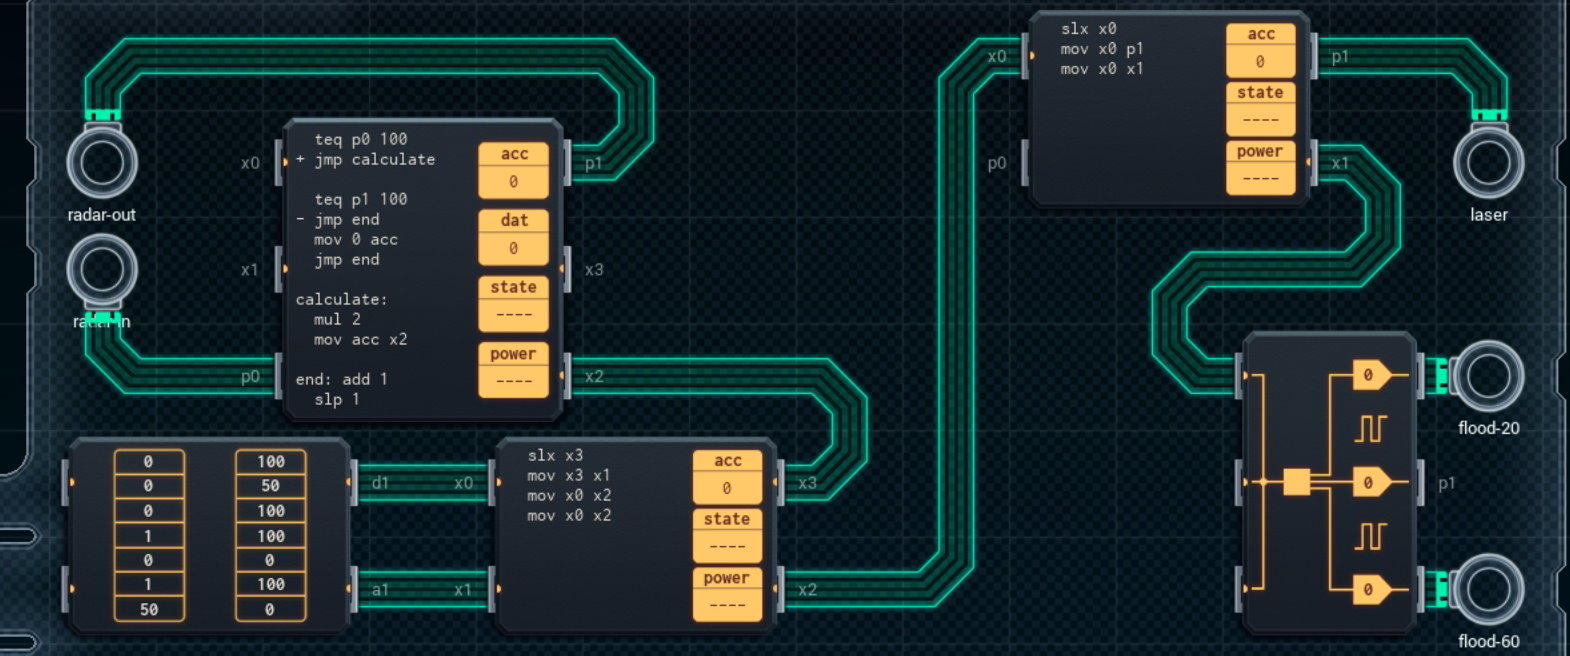 slx x0
mov x0 p1
mov x0 x1
acc
0
state
----
power
----
x0
p0
p1
x1
radar-out
laser
teq p0 100
+ jmp calculate
teq p1 100
- jmp end
mov 0 acc
jmp end
calculate:
mul 2
mov acc x2
end: add 1
slp 1
acc
0
dat
0
state
----
power
----
x0
x1
p0
p1
x3
x2
0
0
0
1
0
1
50
100
50
100
100
0
100
0
d1
a1
slx x3
mov x3 x1
mov x0 x2
mov x0 x2
acc
0
state
----
power
----
x0
x1
x3
x2
0
0
0
p1
flood-20
flood-60